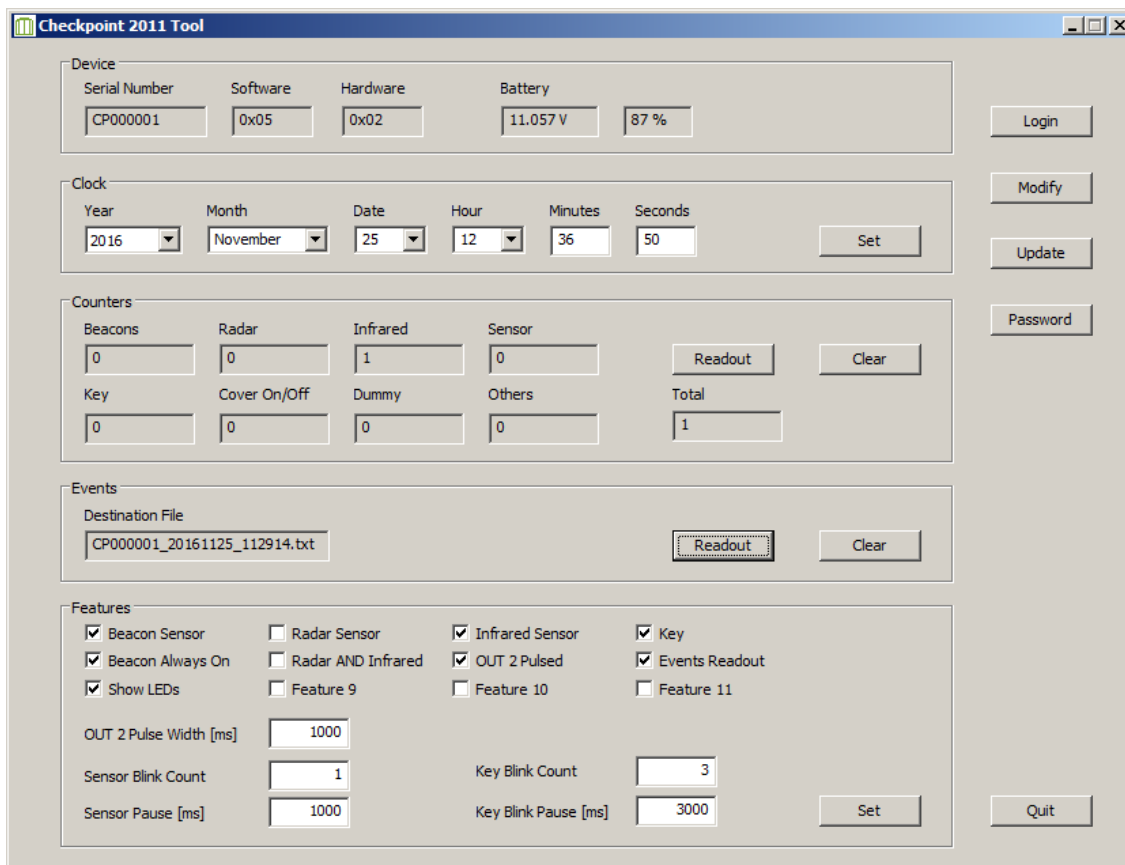 Checkpoint 2011 Tool
Device
Serial Number Software Hardware Battery
CP000001 0x05 0x02 11.057 V 87 %
Login
Clock
Modify
Year Month Date Hour Minutes Seconds
2016 November 25 12 36 50 Set
Update
Counters
Beacons Radar Infrared Sensor
Password
0 0 1 0 Readout Clear
Key Cover On/Off Dummy Others Total
0 0 0 0 1
Events
Destination File
CP000001_20161125_112914.txt Readout Clear
Features
Beacon Sensor Radar Sensor Infrared Sensor Key
Beacon Always On Radar AND Infrared OUT 2 Pulsed Events Readout
Show LEDs Feature 9 Feature 10 Feature 11
OUT 2 Pulse Width [ms] 1000
Sensor Blink Count 1 Key Blink Count 3
Sensor Pause [ms] 1000 Key Blink Pause [ms] 3000 Set Quit